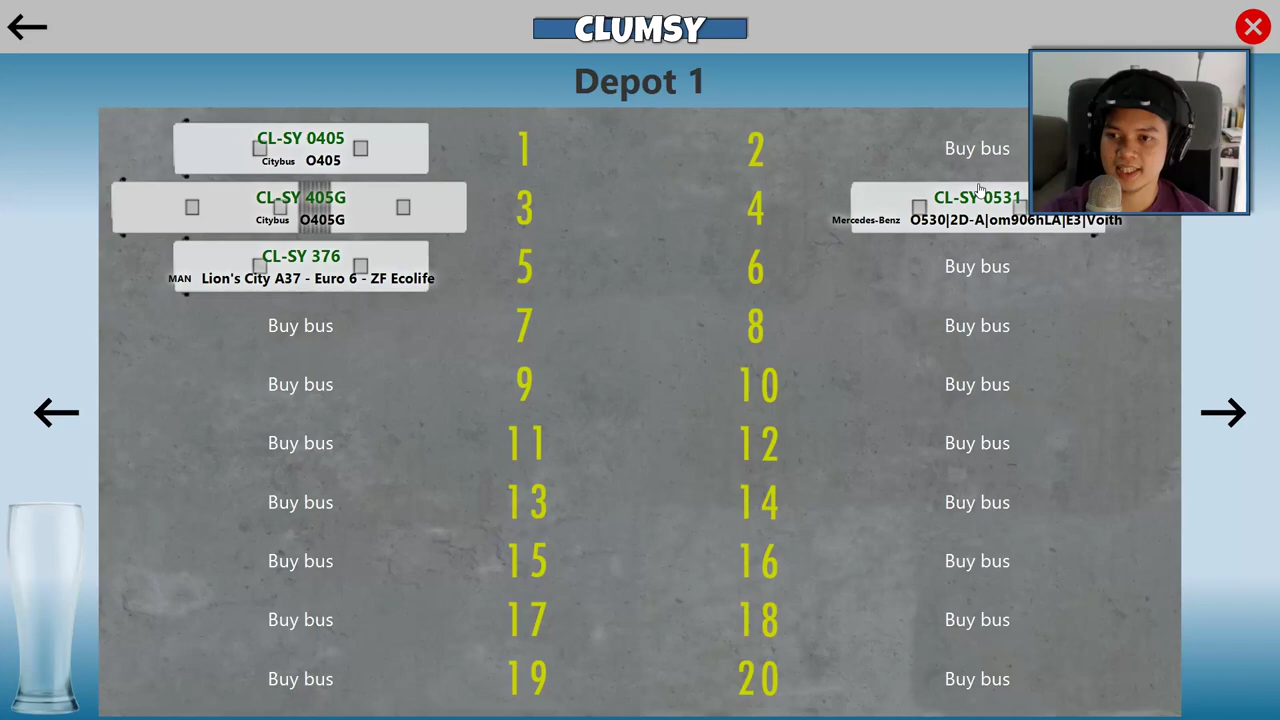 CLUMSY
Depot 1
CL-SY 0405
Citybus O405
1
2
Buy bus
CL-SY 405G
Citybus O405G
3
4
CL-SY 0531
Mercedes-Benz O530|2D-A|om906hLA|E3|Voith
CL-SY 376
MAN Lion's City A37 - Euro 6 - ZF Ecolife
5
6
Buy bus
Buy bus
7
8
Buy bus
Buy bus
9
10
Buy bus
Buy bus
11
12
Buy bus
Buy bus
13
14
Buy bus
Buy bus
15
16
Buy bus
Buy bus
17
18
Buy bus
Buy bus
19
20
Buy bus